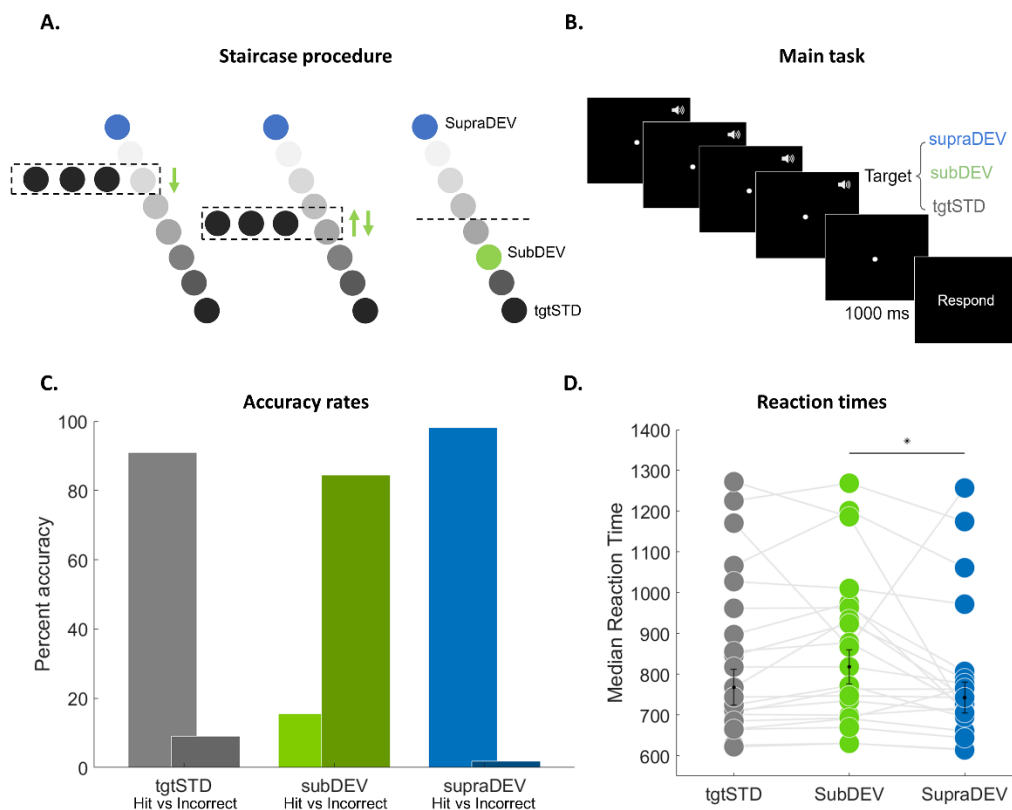 A.
Staircase procedure
SupraDEV
SubDEV
tgtSTD
B.
Main task
Target
supraDEV
subDEV
tgtSTD
1000 ms
Respond
C.
Accuracy rates
Percent accuracy
100
80
60
40
20
0
tgtSTD
Hit vs Incorrect
subDEV
Hit vs Incorrect
supraDEV
Hit vs Incorrect
D.
Reaction times
*
Median Reaction Time
1400
1300
1200
1100
1000
900
800
700
600
tgtSTD
SubDEV
SupraDEV